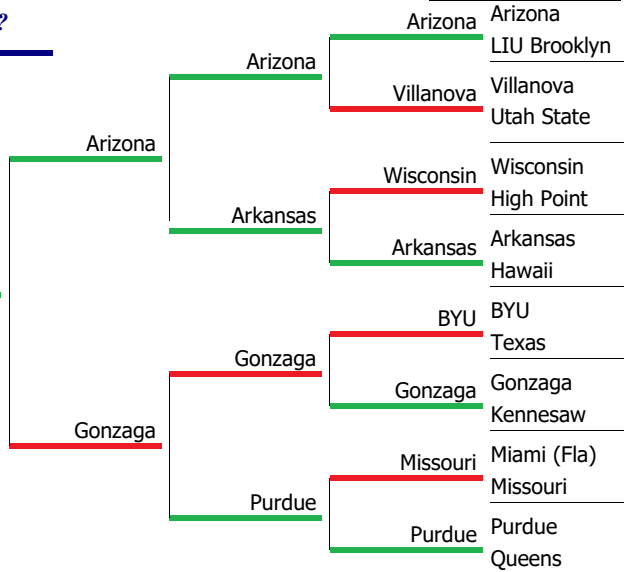 ?
Arizona
Arizona
LIU Brooklyn
Arizona
Villanova
Villanova
Utah State
Arizona
Wisconsin
Wisconsin
High Point
Arkansas
Arkansas
Arkansas
Hawaii
BYU
BYU
Texas
Gonzaga
Gonzaga
Gonzaga
Kennesaw
Gonzaga
Missouri
Miami (Fla)
Missouri
Purdue
Purdue
Purdue
Queens